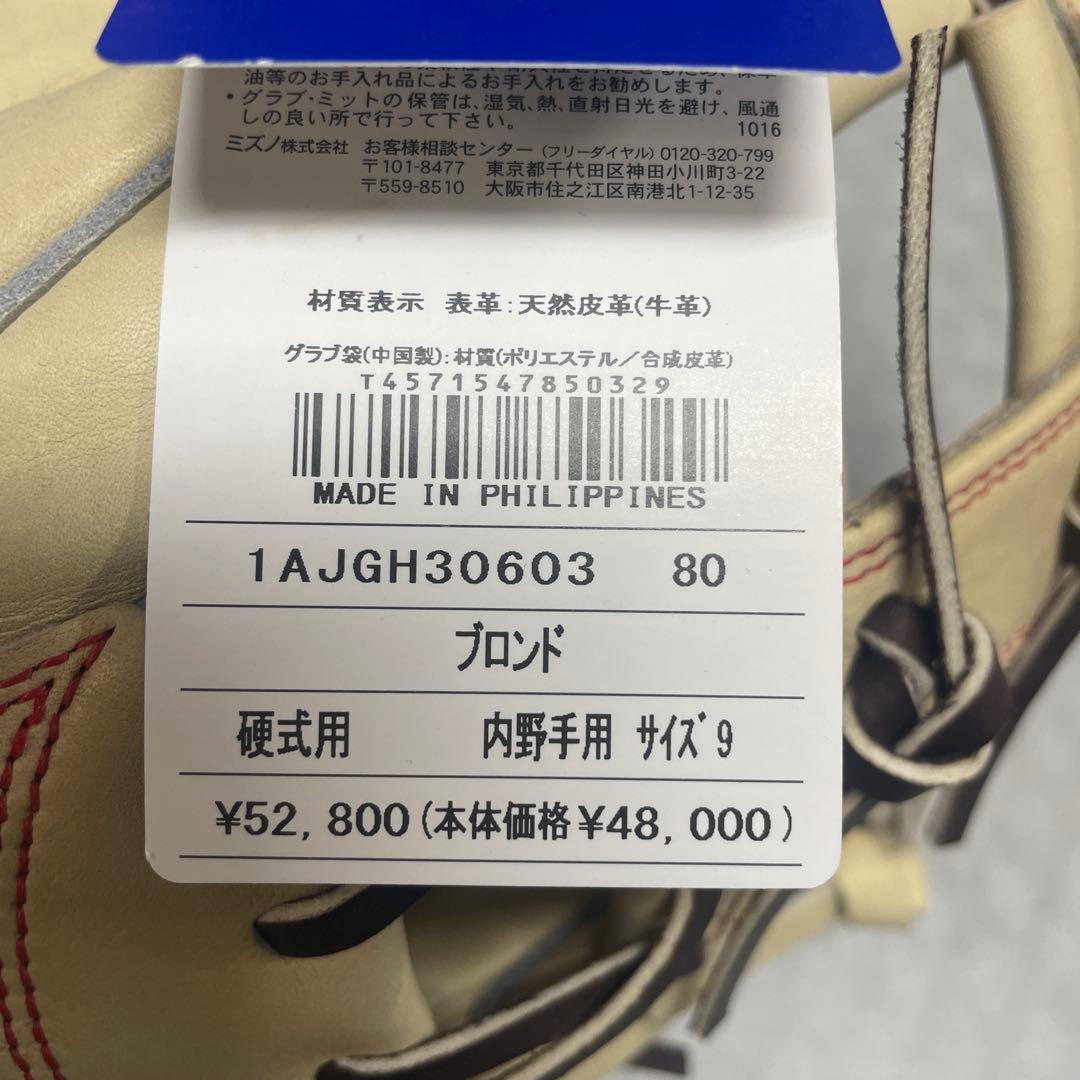 油等のお手入れ品によるお手入れをお勧めします。
・グラブ・ミットの保管は、湿気、熱、直射日光を避け、風通
しの良い所で行って下さい。 1016
ミズノ株式会社 お客様相談センター(フリーダイヤル)0120-320-799
〒101-8477 東京都千代田区神田小川町3-22
〒559-8510 大阪市住之江区南港北1-12-35
材質表示 表革:天然皮革(牛革)
グラブ袋(中国製):材質(ポリエステル/合成皮革)
T4571547850329
MADE IN PHILIPPINES
1AJGH30603 80
ブロンド
硬式用 内野手用 サイズ9
¥52,800(本体価格¥48,000)